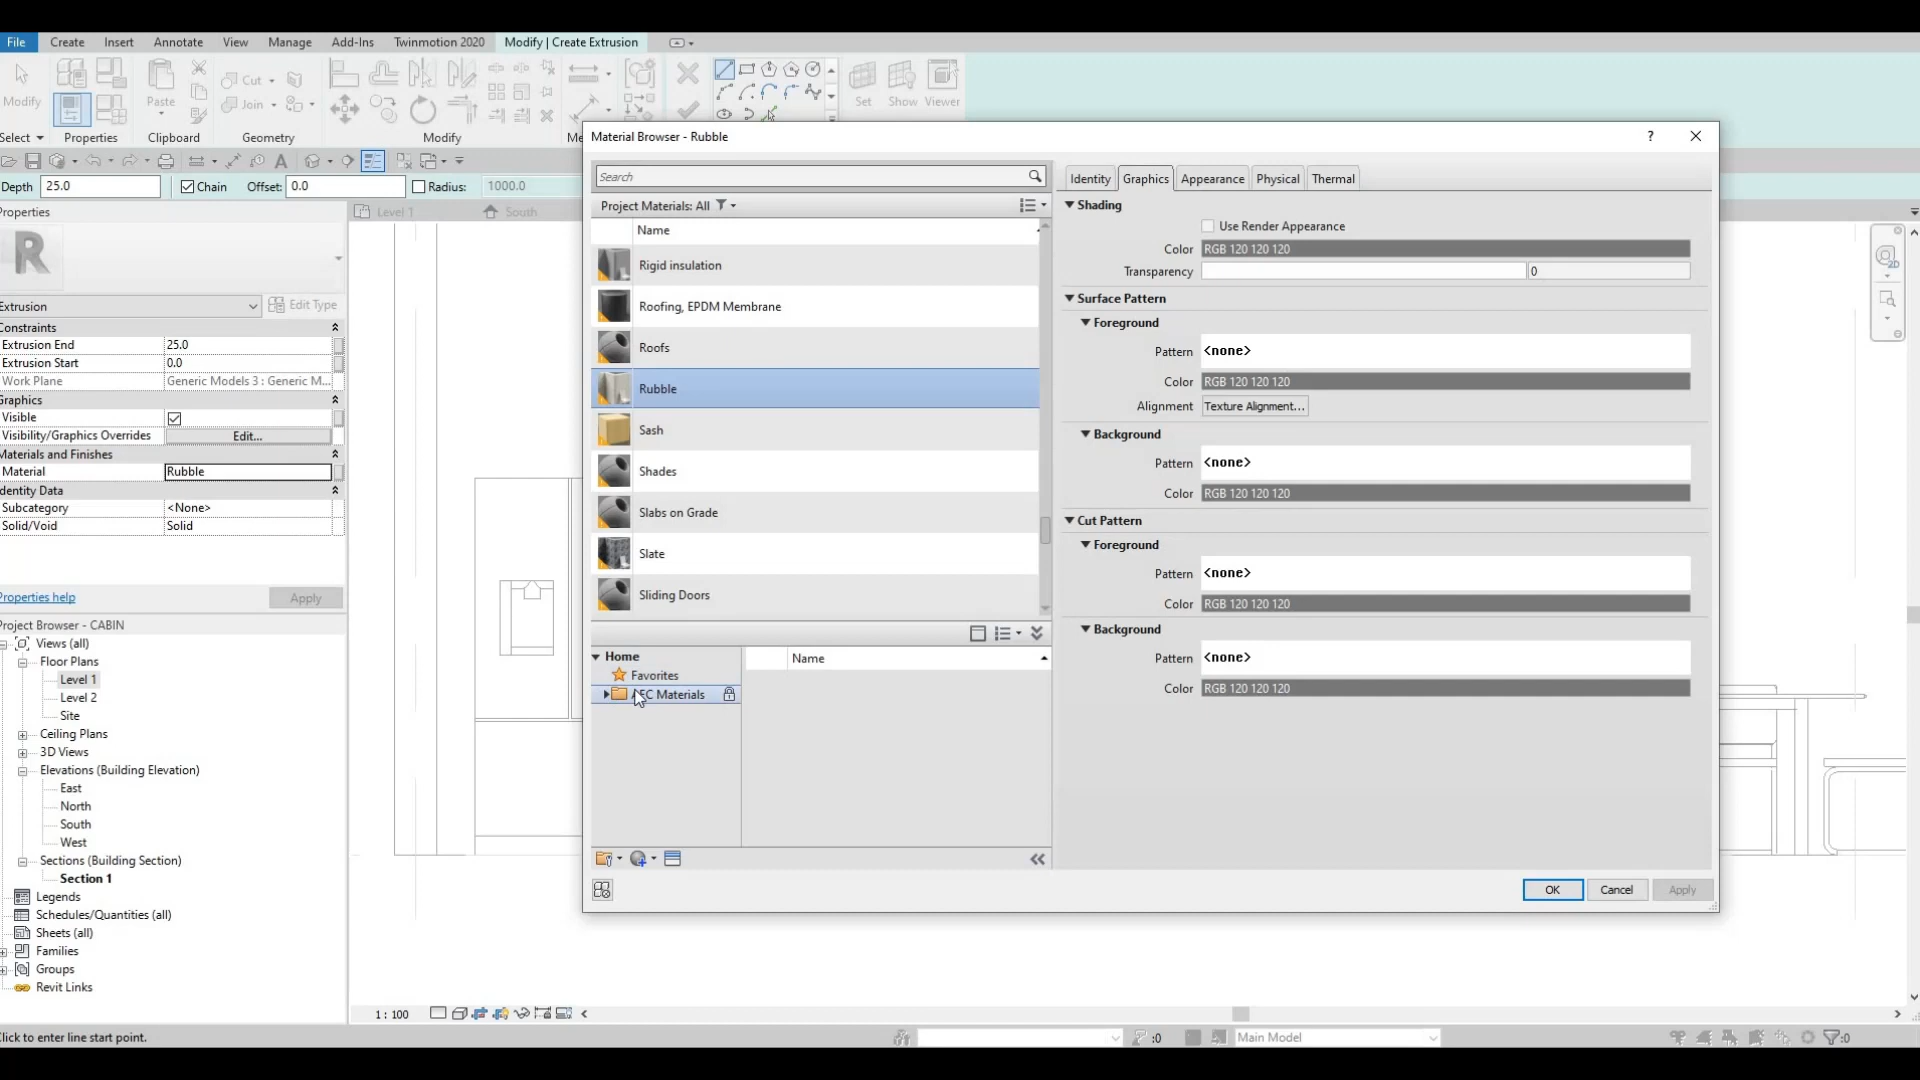 File Create Insert Annotate View Manage Add-Ins Twinmotion 2020 Modify | Create Extrusion
Cut
Join
Modify Paste Set Show Viewer
Select Properties Clipboard Geometry Modify
Depth 25.0 Chain Offset: 0.0 Radius: 1000.0
Properties
Level 1 South
R
Extrusion Edit Type
Constraints
Extrusion End 25.0
Extrusion Start 0.0
Work Plane Generic Models 3 : Generic M...
Graphics
Visible
Visibility/Graphics Overrides Edit...
Materials and Finishes
Material Rubble
Identity Data
Subcategory <None>
Solid/Void Solid
Properties help Apply
Project Browser - CABIN
Views (all)
Floor Plans
Level 1
Level 2
Site
Ceiling Plans
3D Views
Elevations (Building Elevation)
East
North
South
West
Sections (Building Section)
Section 1
Legends
Schedules/Quantities (all)
Sheets (all)
Families
Groups
Revit Links
Material Browser - Rubble
?
Search
Project Materials: All
Name
Rigid insulation
Roofing, EPDM Membrane
Roofs
Rubble
Sash
Shades
Slabs on Grade
Slate
Sliding Doors
Home
Favorites
Materials
Name
Identity Graphics Appearance Physical Thermal
Shading
Use Render Appearance
Color RGB 120 120 120
Transparency 0
Surface Pattern
Foreground
Pattern <none>
Color RGB 120 120 120
Alignment Texture Alignment...
Background
Pattern <none>
Color RGB 120 120 120
Cut Pattern
Foreground
Pattern <none>
Color RGB 120 120 120
Background
Pattern <none>
Color RGB 120 120 120
OK Cancel Apply
1 : 100
Click to enter line start point. :0 Main Model :0